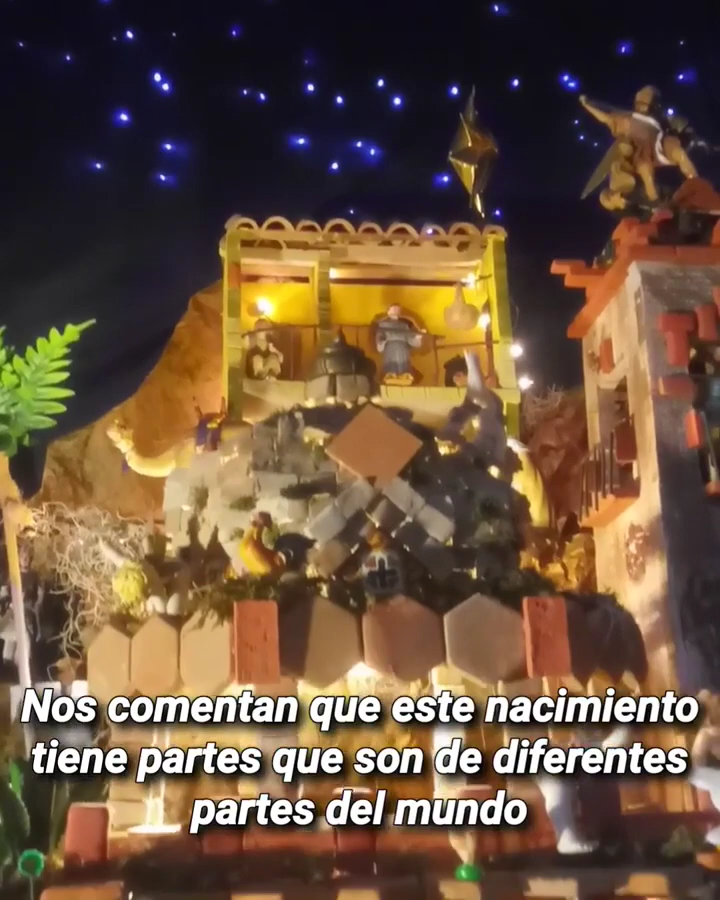 Nos comentan que este nacimiento
tiene partes que son de diferentes
partes del mundo